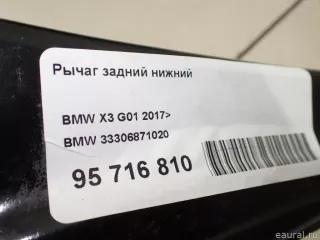 Рычаг задний нижний
BMW X3 G01 2017>
BMW 33306871020
95 716 810
eaural.ru